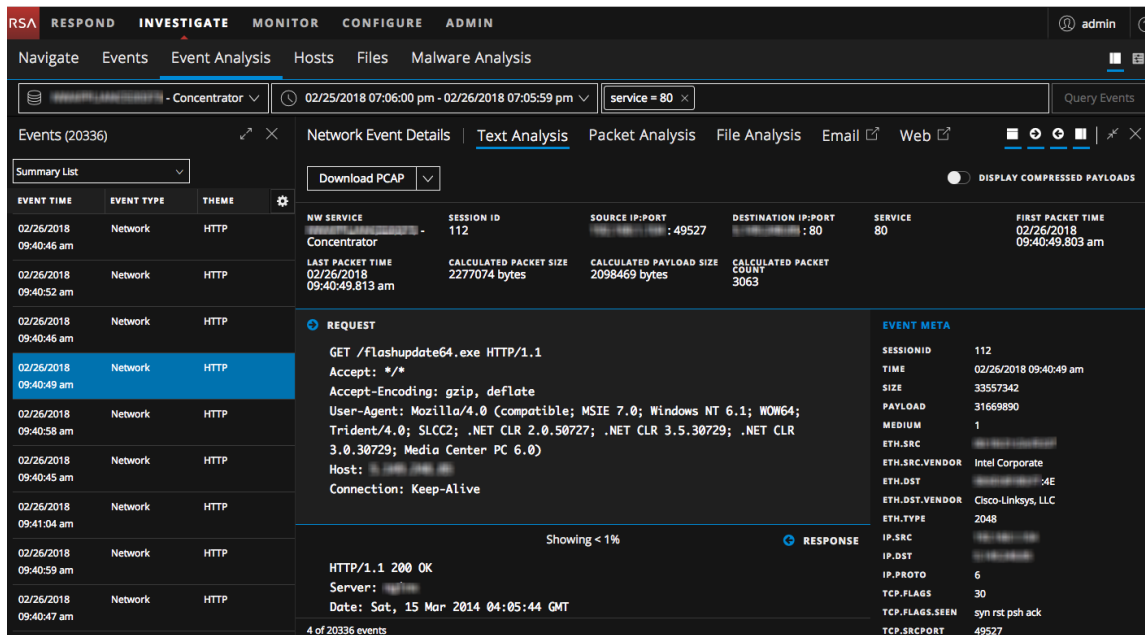 RSA RESPOND INVESTIGATE MONITOR CONFIGURE ADMIN admin
Navigate Events Event Analysis Hosts Files Malware Analysis
- Concentrator 02/25/2018 07:06:00 pm - 02/26/2018 07:05:59 pm service = 80 × Query Events
Events (20336)
Summary List
EVENT TIME EVENT TYPE THEME
02/26/2018
09:40:46 am
Network HTTP
02/26/2018
09:40:52 am
Network HTTP
02/26/2018
09:40:46 am
Network HTTP
02/26/2018
09:40:49 am
Network HTTP
02/26/2018
09:40:58 am
Network HTTP
02/26/2018
09:40:45 am
Network HTTP
02/26/2018
09:41:04 am
Network HTTP
02/26/2018
09:40:59 am
Network HTTP
02/26/2018
09:40:47 am
Network HTTP
Network Event Details Text Analysis Packet Analysis File Analysis Email Web
Download PCAP DISPLAY COMPRESSED PAYLOADS
NW SERVICE
-
Concentrator
SESSION ID
112
SOURCE IP:PORT
: 49527
DESTINATION IP:PORT
: 80
SERVICE
80
FIRST PACKET TIME
02/26/2018
09:40:49.803 am
LAST PACKET TIME
02/26/2018
09:40:49.813 am
CALCULATED PACKET SIZE
2277074 bytes
CALCULATED PAYLOAD SIZE
2098469 bytes
CALCULATED PACKET
COUNT
3063
REQUEST
GET /flashupdate64.exe HTTP/1.1
Accept: */*
Accept-Encoding: gzip, deflate
User-Agent: Mozilla/4.0 (compatible; MSIE 7.0; Windows NT 6.1; WOW64;
Trident/4.0; SLCC2; .NET CLR 2.0.50727; .NET CLR 3.5.30729; .NET CLR
3.0.30729; Media Center PC 6.0)
Host:
Connection: Keep-Alive
Showing < 1% RESPONSE
HTTP/1.1 200 OK
Server:
Date: Sat, 15 Mar 2014 04:05:44 GMT
4 of 20336 events
EVENT META
SESSIONID 112
TIME 02/26/2018 09:40:49 am
SIZE 33557342
PAYLOAD 31669890
MEDIUM 1
ETH.SRC
ETH.SRC.VENDOR Intel Corporate
ETH.DST :4E
ETH.DST.VENDOR Cisco-Linksys, LLC
ETH.TYPE 2048
IP.SRC
IP.DST
IP.PROTO 6
TCP.FLAGS 30
TCP.FLAGS.SEEN syn rst psh ack
TCP.SRCPORT 49527